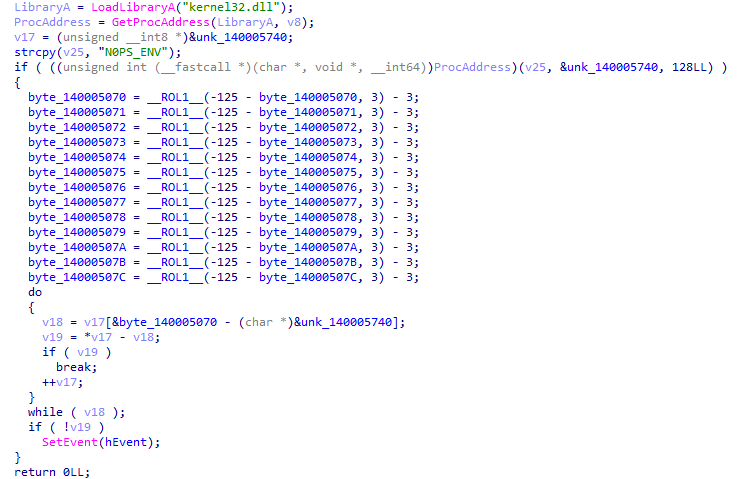 LibraryA = LoadLibraryA("kernel32.dll");
ProcAddress = GetProcAddress(LibraryA, v8);
v17 = (unsigned __int8 *)&unk_140005740;
strcpy(v25, "N0PS_ENV");
if ( ((unsigned int (__fastcall *)(char *, void *, __int64))ProcAddress)(v25, &unk_140005740, 128LL) )
{
byte_140005070 = __ROL1__(-125 - byte_140005070, 3) - 3;
byte_140005071 = __ROL1__(-125 - byte_140005071, 3) - 3;
byte_140005072 = __ROL1__(-125 - byte_140005072, 3) - 3;
byte_140005073 = __ROL1__(-125 - byte_140005073, 3) - 3;
byte_140005074 = __ROL1__(-125 - byte_140005074, 3) - 3;
byte_140005075 = __ROL1__(-125 - byte_140005075, 3) - 3;
byte_140005076 = __ROL1__(-125 - byte_140005076, 3) - 3;
byte_140005077 = __ROL1__(-125 - byte_140005077, 3) - 3;
byte_140005078 = __ROL1__(-125 - byte_140005078, 3) - 3;
byte_140005079 = __ROL1__(-125 - byte_140005079, 3) - 3;
byte_14000507A = __ROL1__(-125 - byte_14000507A, 3) - 3;
byte_14000507B = __ROL1__(-125 - byte_14000507B, 3) - 3;
byte_14000507C = __ROL1__(-125 - byte_14000507C, 3) - 3;
do
{
v18 = v17[&byte_140005070 - (char *)&unk_140005740];
v19 = *v17 - v18;
if ( v19 )
break;
++v17;
}
while ( v18 );
if ( !v19 )
SetEvent(hEvent);
}
return 0LL;